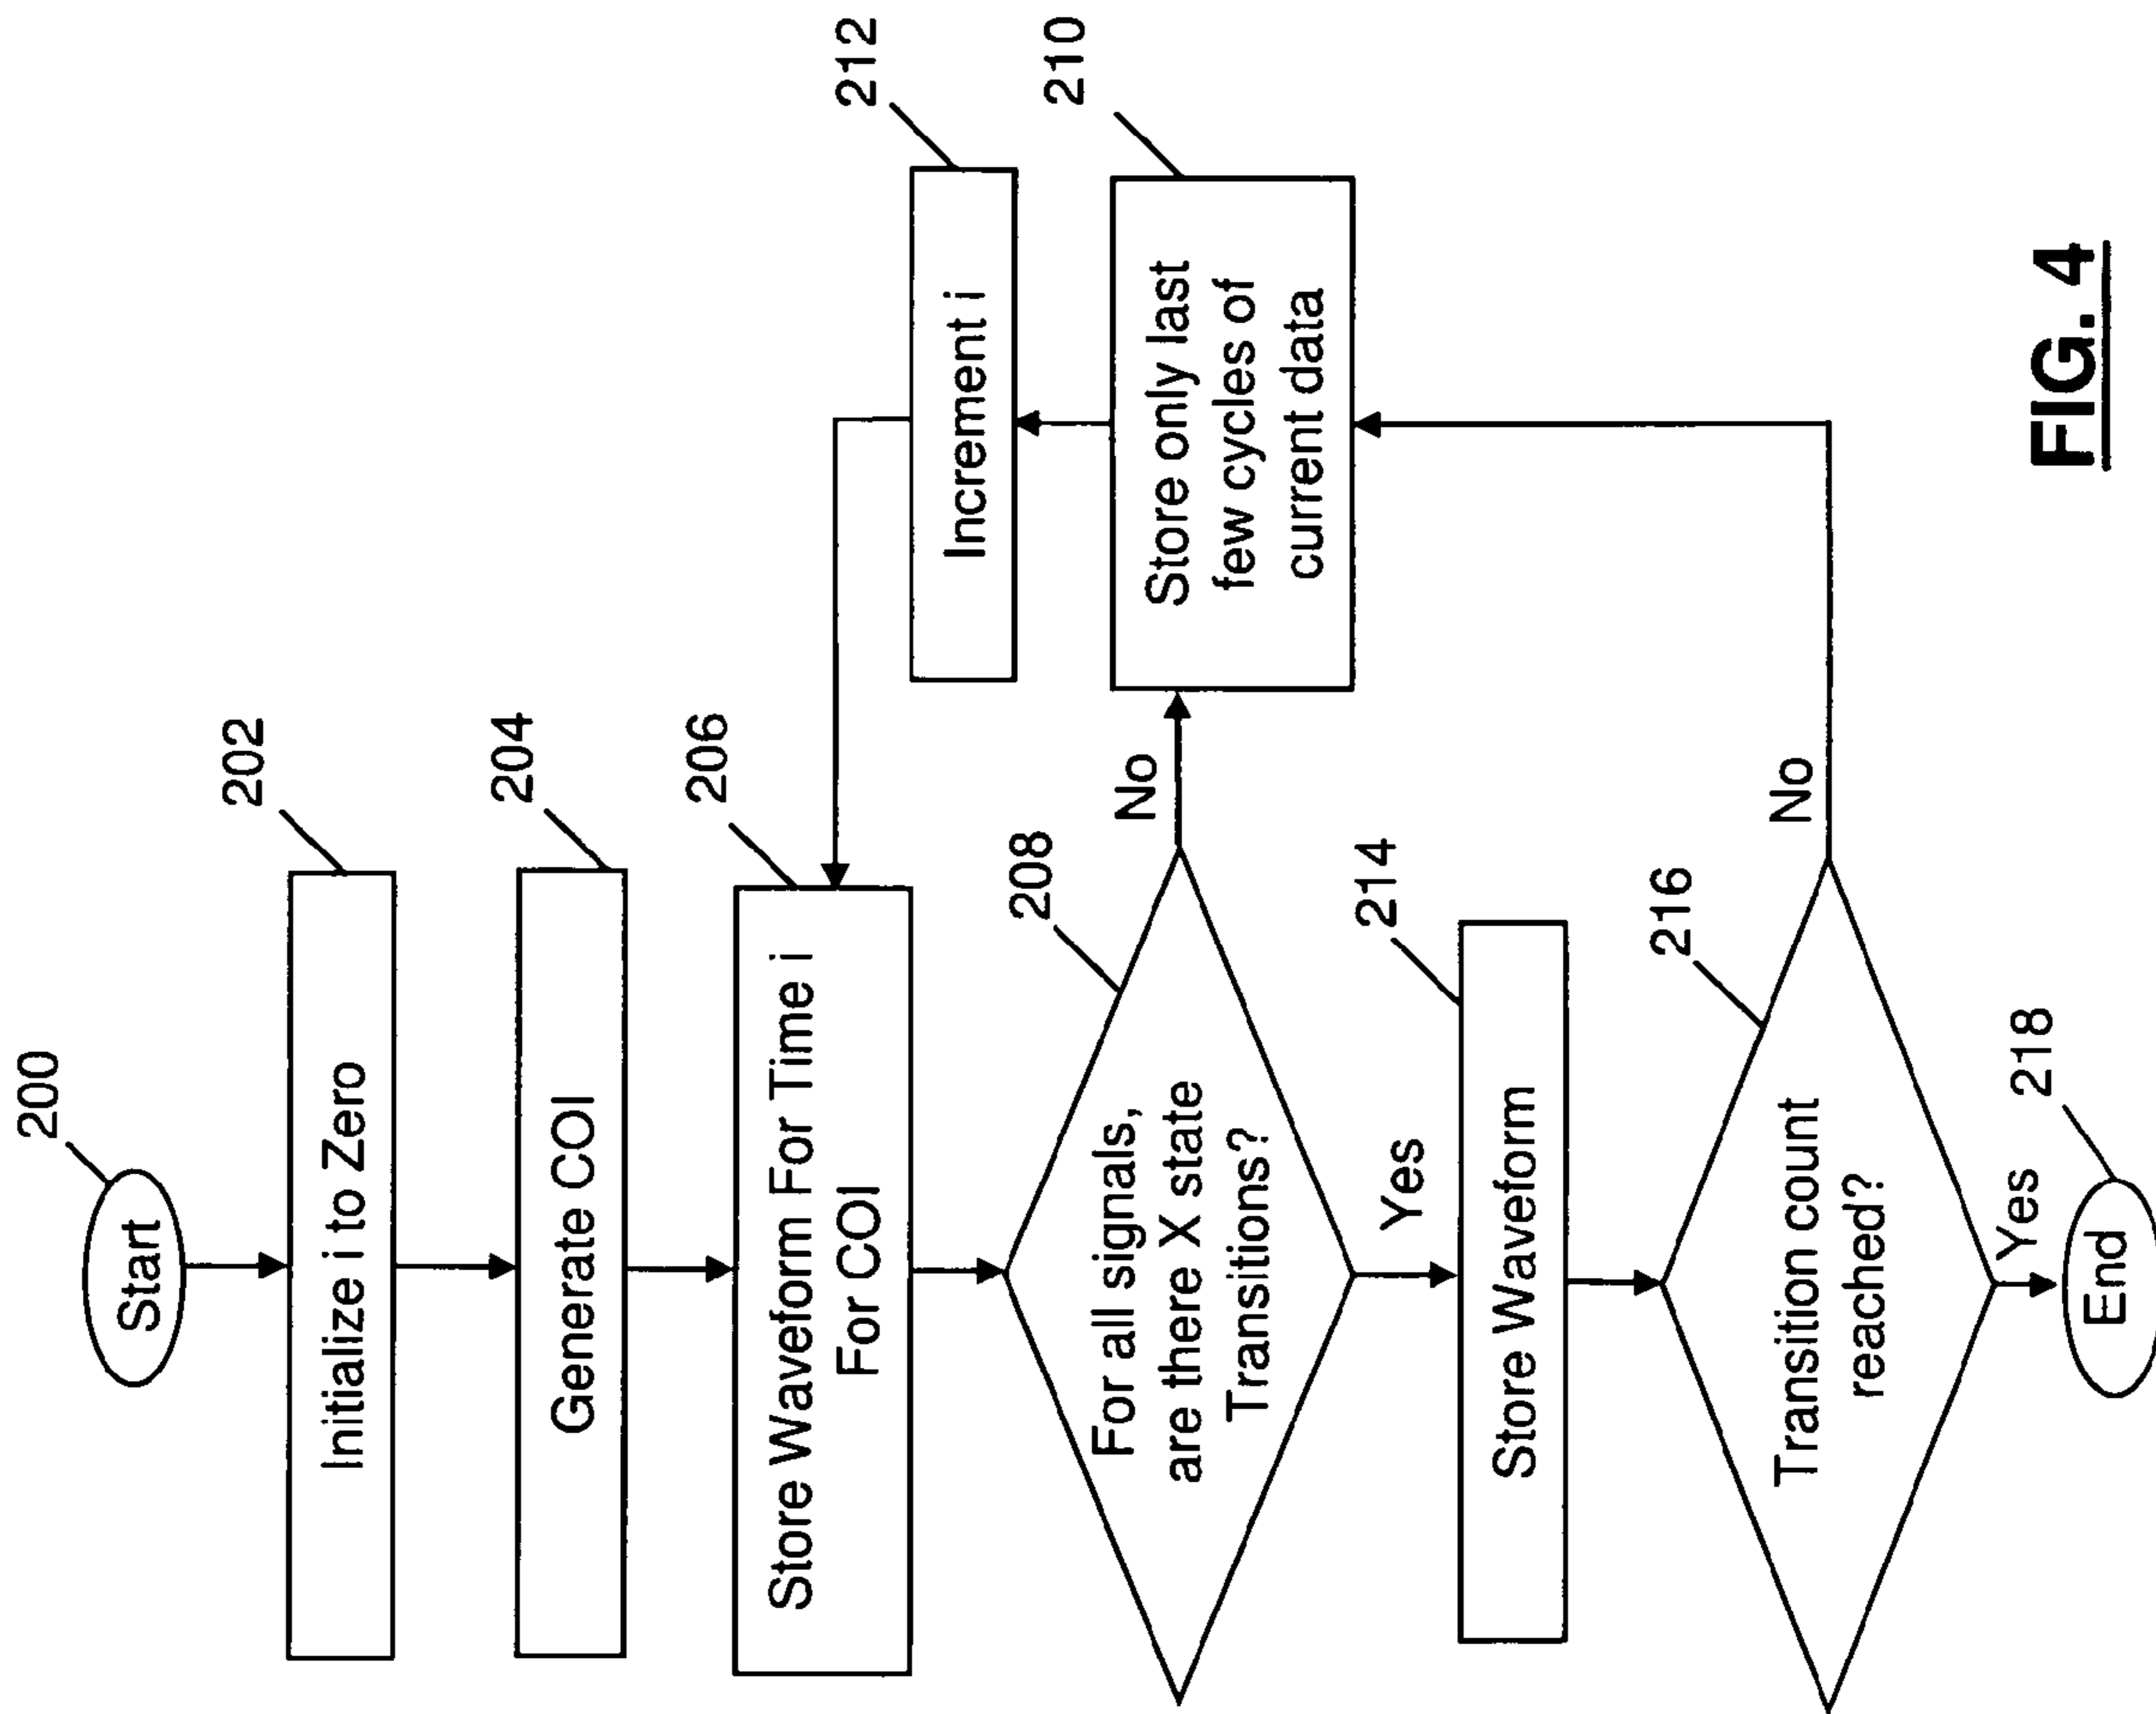 200
Start
202
Initialize i to Zero
204
Generate COI
206
Store Waveform For Time i
For COI
208
For all signals,
are there X state
Transitions?
No
Yes
212
Increment i
210
Store only last
few cycles of
current data
214
Store Waveform
216
Transition count
reached?
No
Yes
218
End
FIG. 4